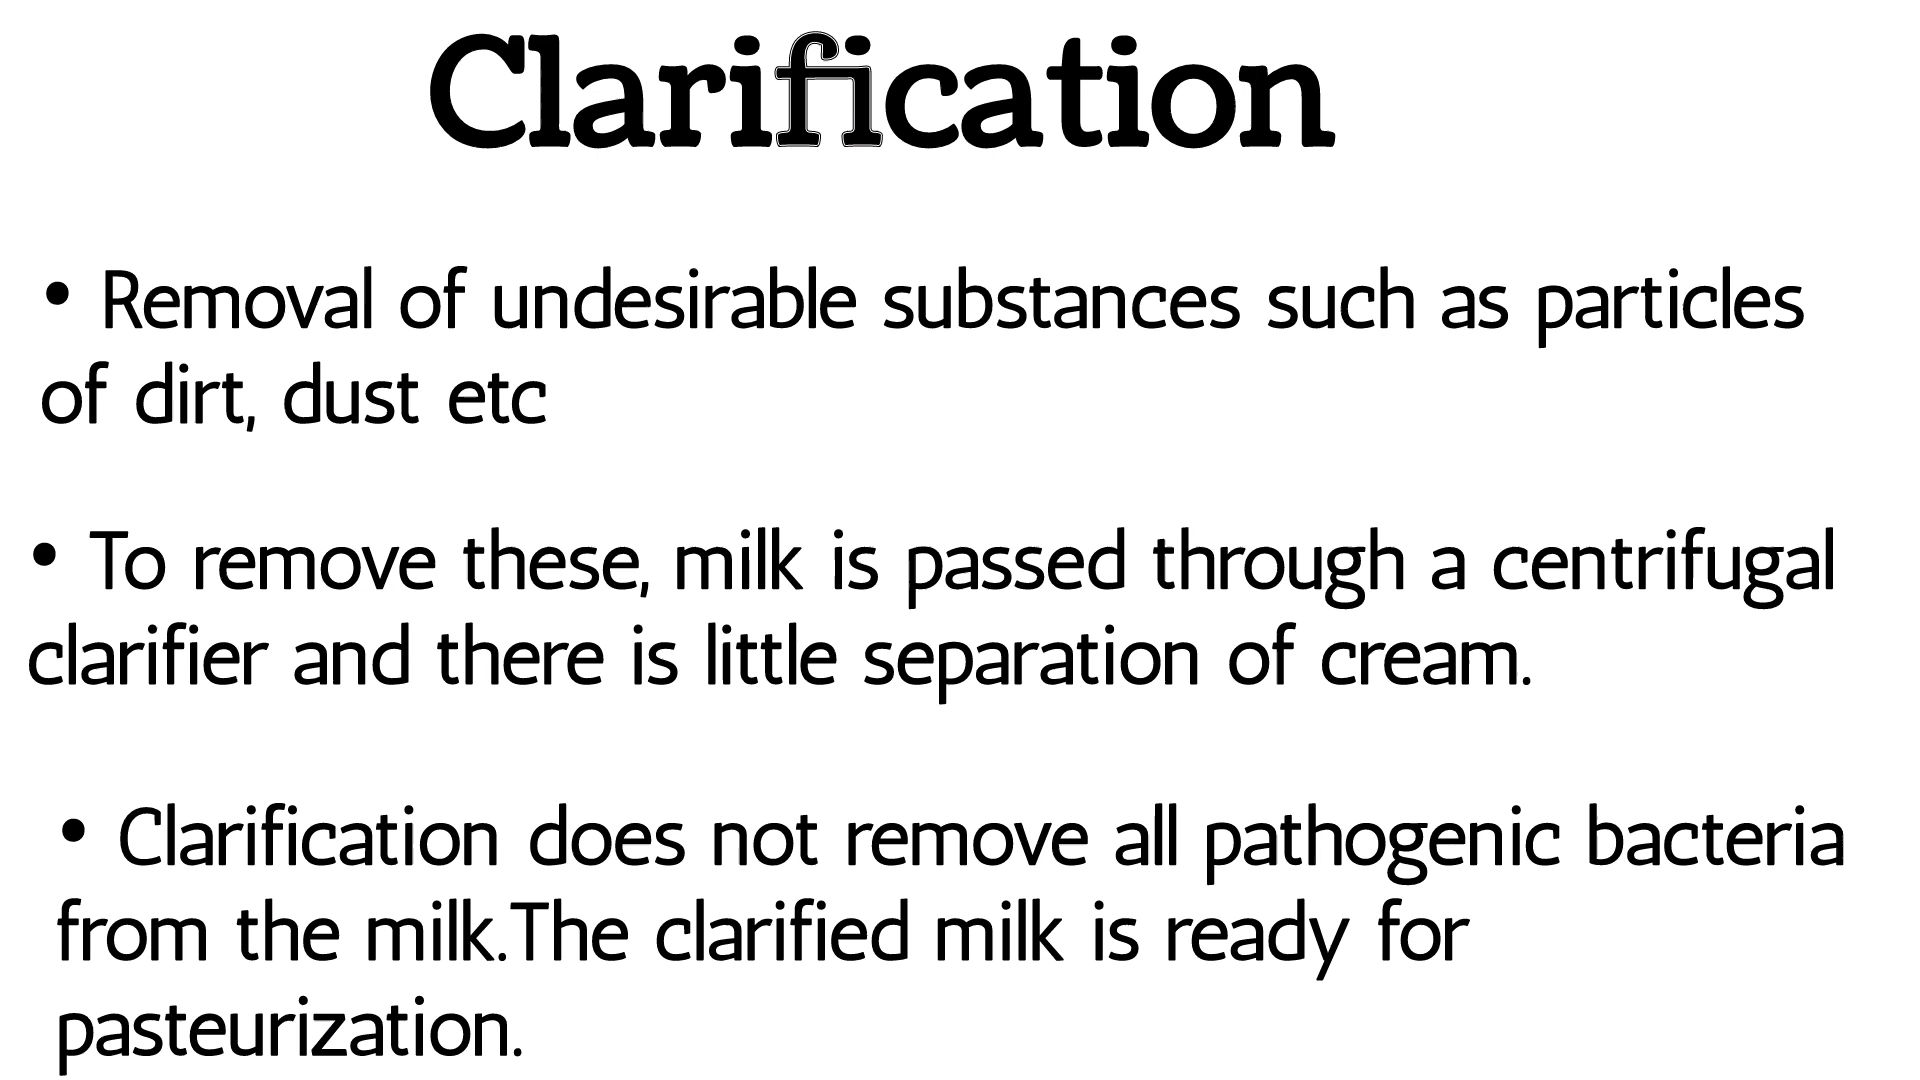 Clarification
• Removal of undesirable substances such as particles
of dirt, dust etc
• To remove these, milk is passed through a centrifugal
clarifier and there is little separation of cream.
• Clarification does not remove all pathogenic bacteria
from the milk.The clarified milk is ready for
pasteurization.